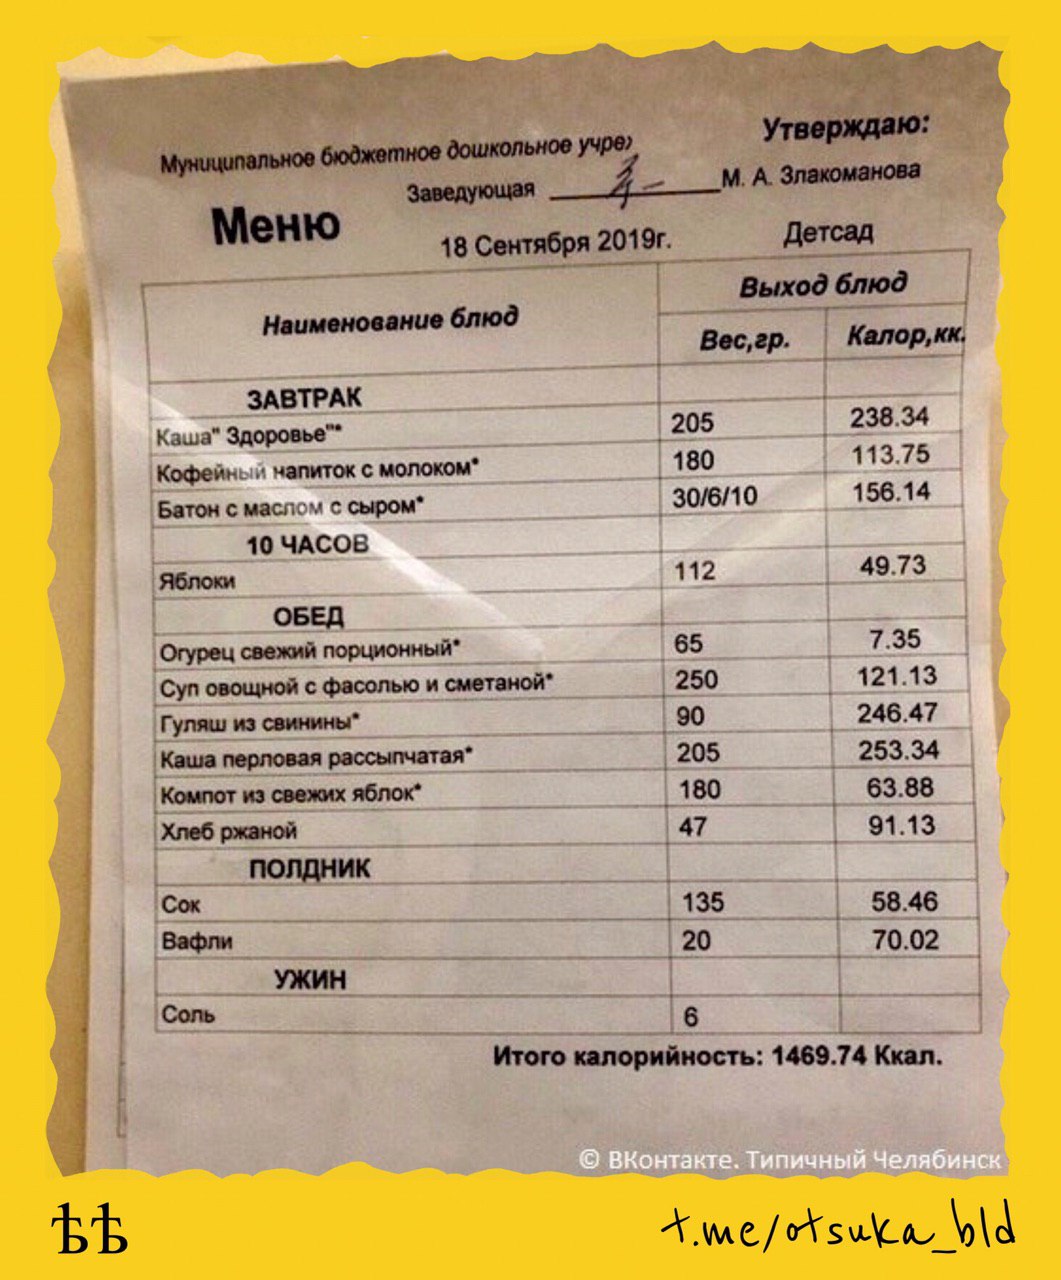 Утверждаю:
Муниципальное бюджетное дошкольное учре
Заведующая М. А. Злакоманова
Меню 18 Сентября 2019г. Детсад
Наименование блюд Выход блюд
Вес,гр. Калор,кк.
ЗАВТРАК
Каша" Здоровье"* 205 238.34
Кофейный напиток с молоком* 180 113.75
Батон с маслом с сыром* 30/6/10 156.14
10 ЧАСОВ
Яблоки 112 49.73
ОБЕД
Огурец свежий порционный* 65 7.35
Суп овощной с фасолью и сметаной* 250 121.13
Гуляш из свинины* 90 246.47
Каша перловая рассыпчатая* 205 253.34
Компот из свежих яблок* 180 63.88
Хлеб ржаной 47 91.13
ПОЛДНИК
Сок 135 58.46
Вафли 20 70.02
УЖИН
Соль 6
Итого калорийность: 1469.74 Ккал.
© ВКонтакте. Типичный Челябинск
ѣѣ t.me/otsuka_bld